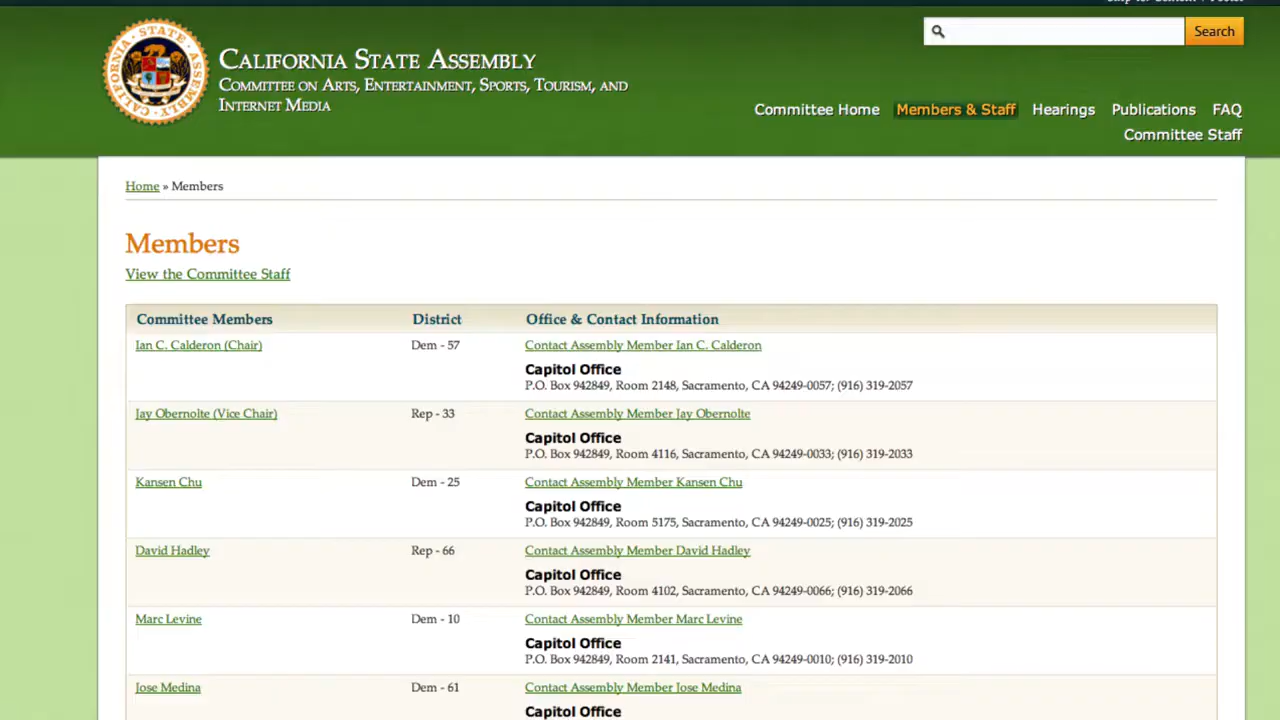 CALIFORNIA STATE ASSEMBLY
COMMITTEE ON ARTS, ENTERTAINMENT, SPORTS, TOURISM, AND
INTERNET MEDIA
Search
Committee Home Members & Staff Hearings Publications FAQ
Committee Staff
Home » Members
Members
View the Committee Staff
Committee Members District Office & Contact Information
Ian C. Calderon (Chair) Dem - 57 Contact Assembly Member Ian C. Calderon
Capitol Office
P.O. Box 942849, Room 2148, Sacramento, CA 94249-0057; (916) 319-2057
Jay Obernolte (Vice Chair) Rep - 33 Contact Assembly Member Jay Obernolte
Capitol Office
P.O. Box 942849, Room 4116, Sacramento, CA 94249-0033; (916) 319-2033
Kansen Chu Dem - 25 Contact Assembly Member Kansen Chu
Capitol Office
P.O. Box 942849, Room 5175, Sacramento, CA 94249-0025; (916) 319-2025
David Hadley Rep - 66 Contact Assembly Member David Hadley
Capitol Office
P.O. Box 942849, Room 4102, Sacramento, CA 94249-0066; (916) 319-2066
Marc Levine Dem - 10 Contact Assembly Member Marc Levine
Capitol Office
P.O. Box 942849, Room 2141, Sacramento, CA 94249-0010; (916) 319-2010
Jose Medina Dem - 61 Contact Assembly Member Jose Medina
Capitol Office